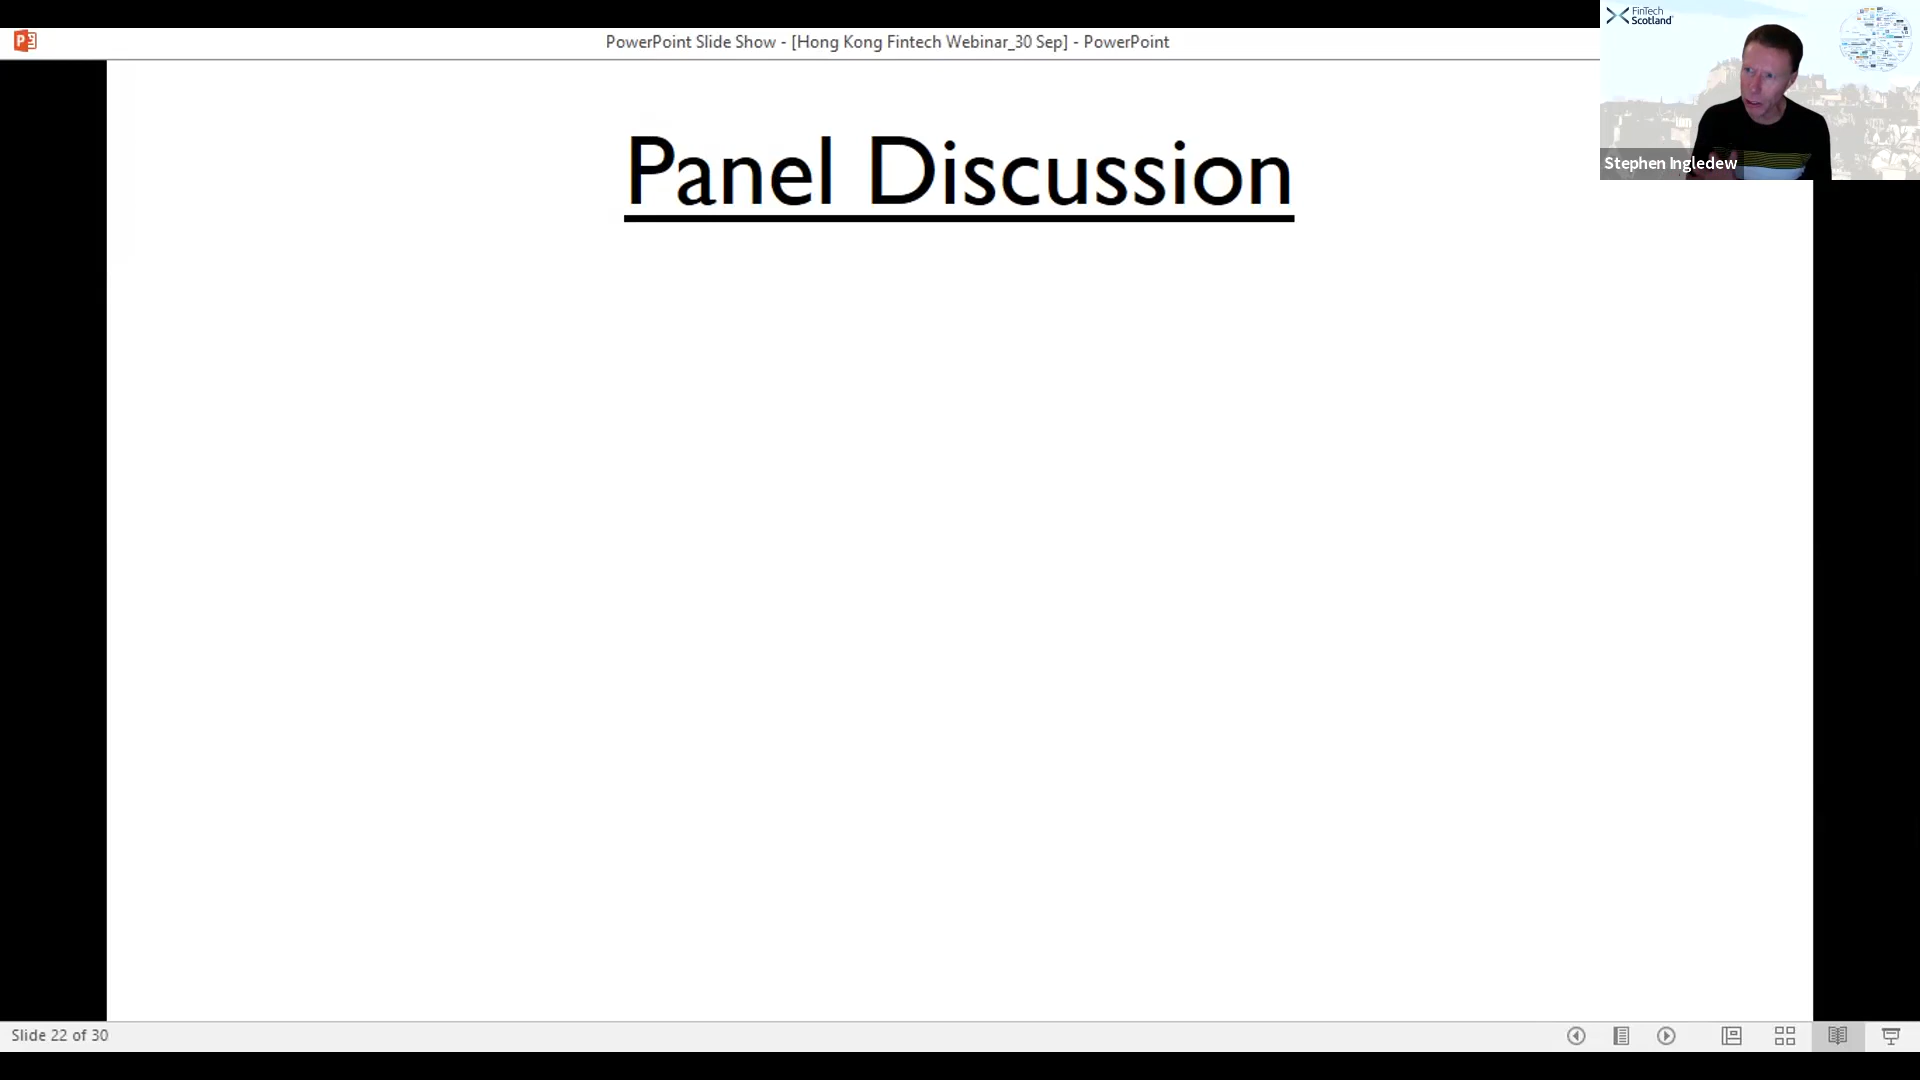 PowerPoint Slide Show - [Hong Kong Fintech Webinar_30 Sep] - PowerPoint
FinTech
Scotland
Stephen Ingledew
Panel Discussion
Slide 22 of 30